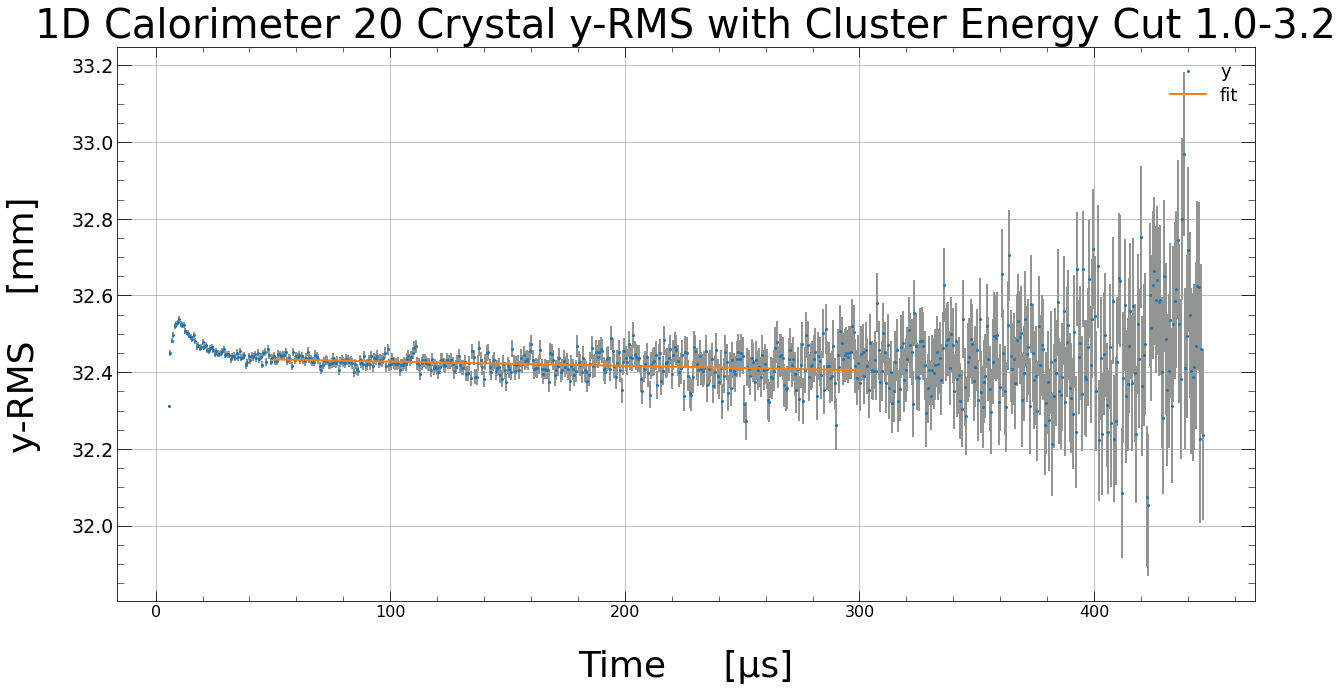 1D Calorimeter 20 Crystal y-RMS with Cluster Energy Cut 1.0-3.2
y
fit
33.2
33.0
32.8
32.6
32.4
32.2
32.0
y-RMS [mm]
0 100 200 300 400
Time [μs]